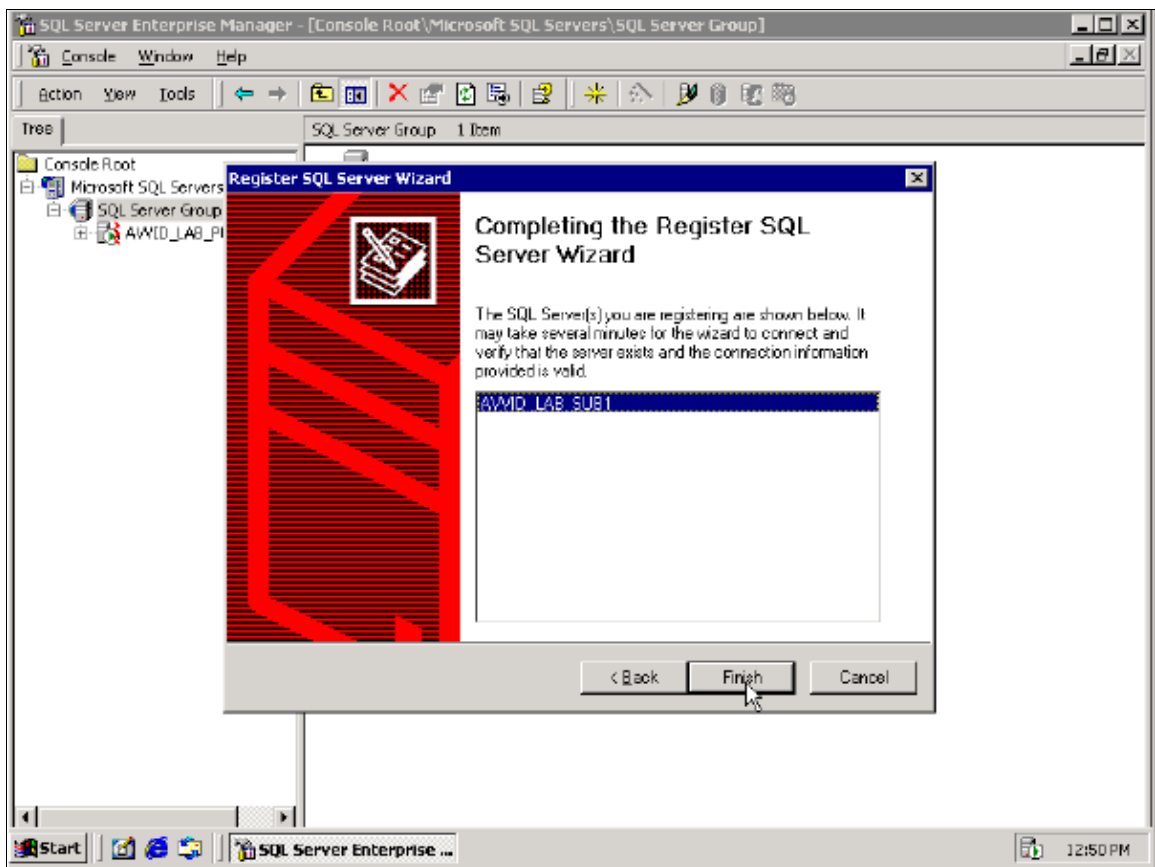 SQL Server Enterprise Manager - [Console Root\Microsoft SQL Servers\SQL Server Group]
Console Window Help
Action View Tools
Tree
SQL Server Group 1 Item
Console Root
Microsoft SQL Servers
SQL Server Group
AVVID_LAB_PU
Register SQL Server Wizard
Completing the Register SQL
Server Wizard
The SQL Server(s) you are registering are shown below. It
may take several minutes for the wizard to connect and
verify that the server exists and the connection information
provided is valid.
AVVID_LAB_SUB1
< Back Finish Cancel
Start SQL Server Enterprise ... 12:50 PM